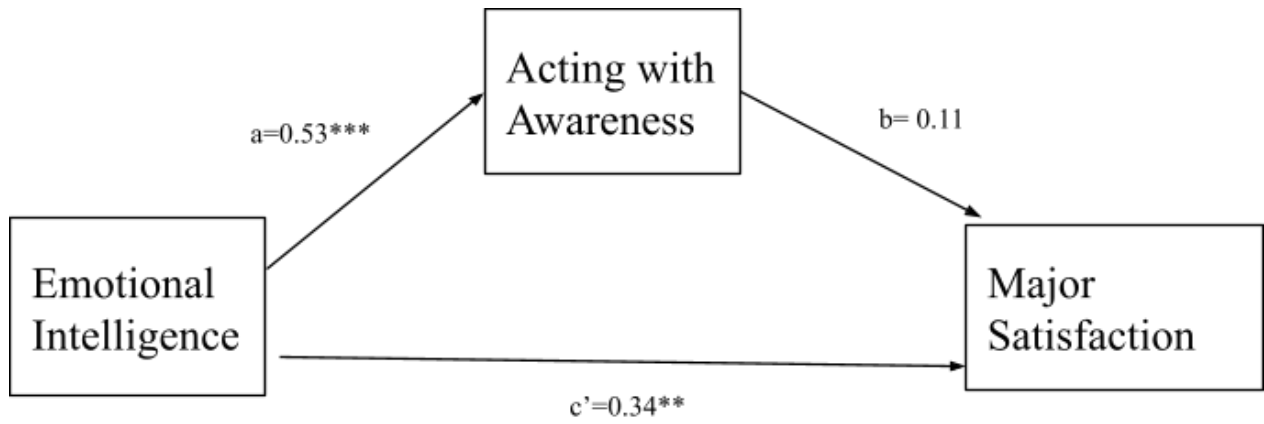 Acting with
Awareness
a=0.53***
b= 0.11
Emotional
Intelligence
Major
Satisfaction
c’=0.34**